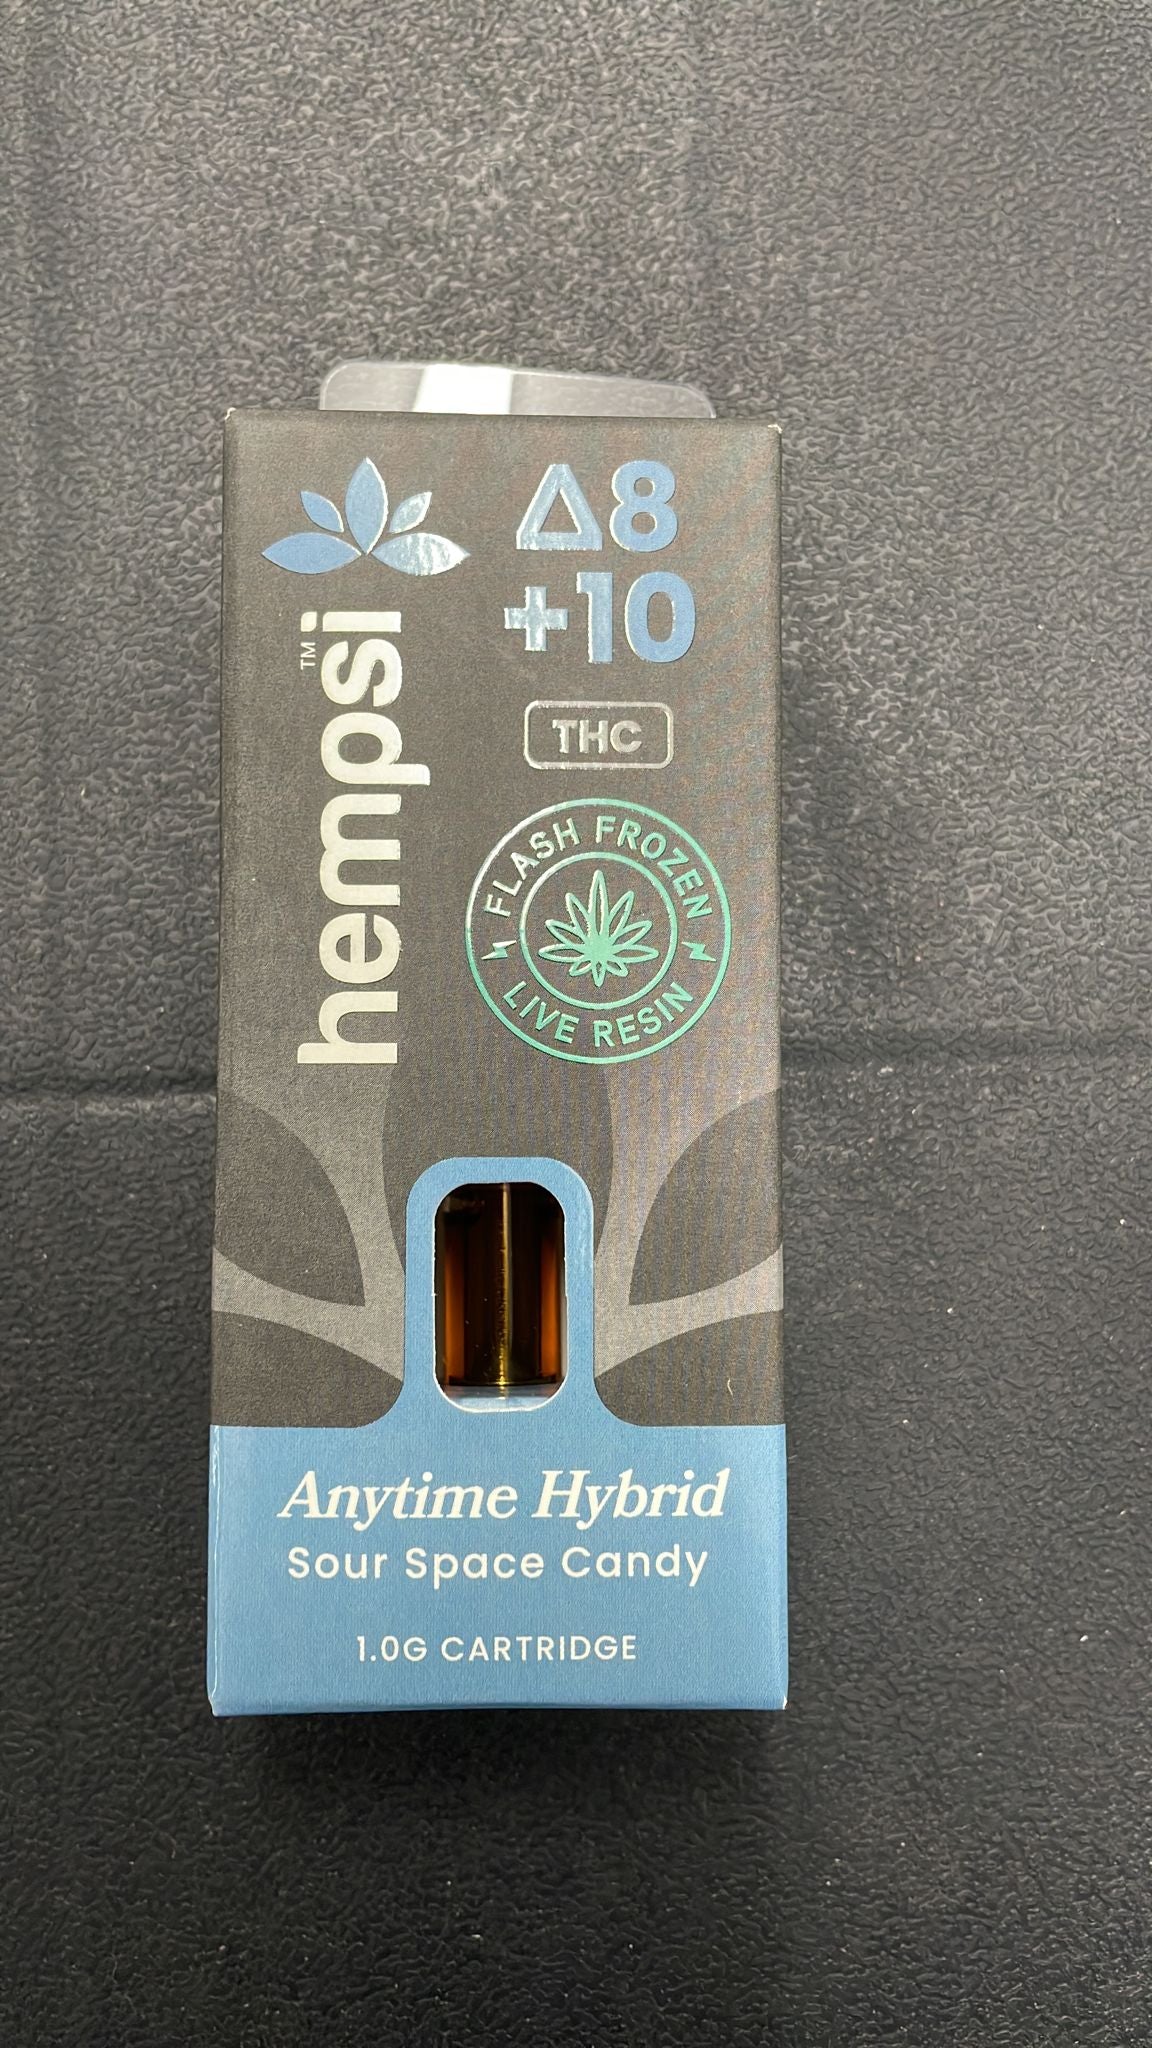 hempsi™
Δ8
+10
THC
FLASH FROZEN
LIVE RESIN
Anytime Hybrid
Sour Space Candy
1.0G CARTRIDGE